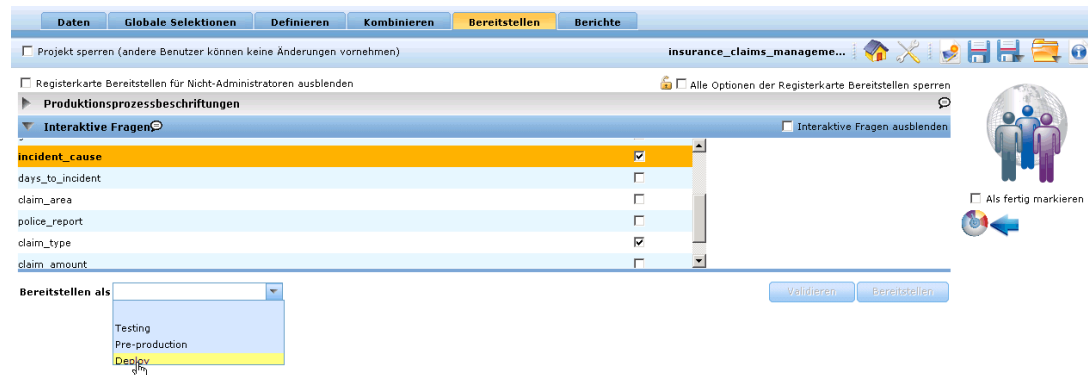 Daten Globale Selektionen Definieren Kombinieren Bereitstellen Berichte
Projekt sperren (andere Benutzer können keine Änderungen vornehmen) insurance_claims_manageme...
Registerkarte Bereitstellen für Nicht-Administratoren ausblenden Alle Optionen der Registerkarte Bereitstellen sperren
Produktionsprozessbeschriftungen
Interaktive Fragen Interaktive Fragen ausblenden
incident_cause
days_to_incident
claim_area
Als fertig markieren
police_report
claim_type
claim_amount
Bereitstellen als Validieren Bereitstellen
Testing
Pre-production
Deploy